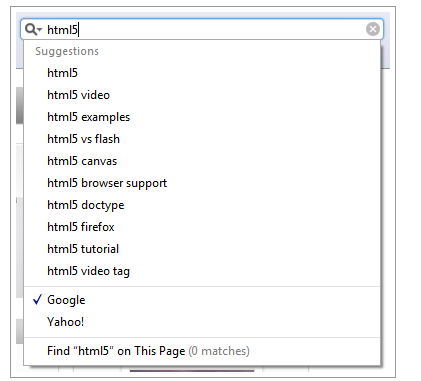 html5
Suggestions
html5
html5 video
html5 examples
html5 vs flash
html5 canvas
html5 browser support
html5 doctype
html5 firefox
html5 tutorial
html5 video tag
✓ Google
Yahoo!
Find “html5” on This Page (0 matches)